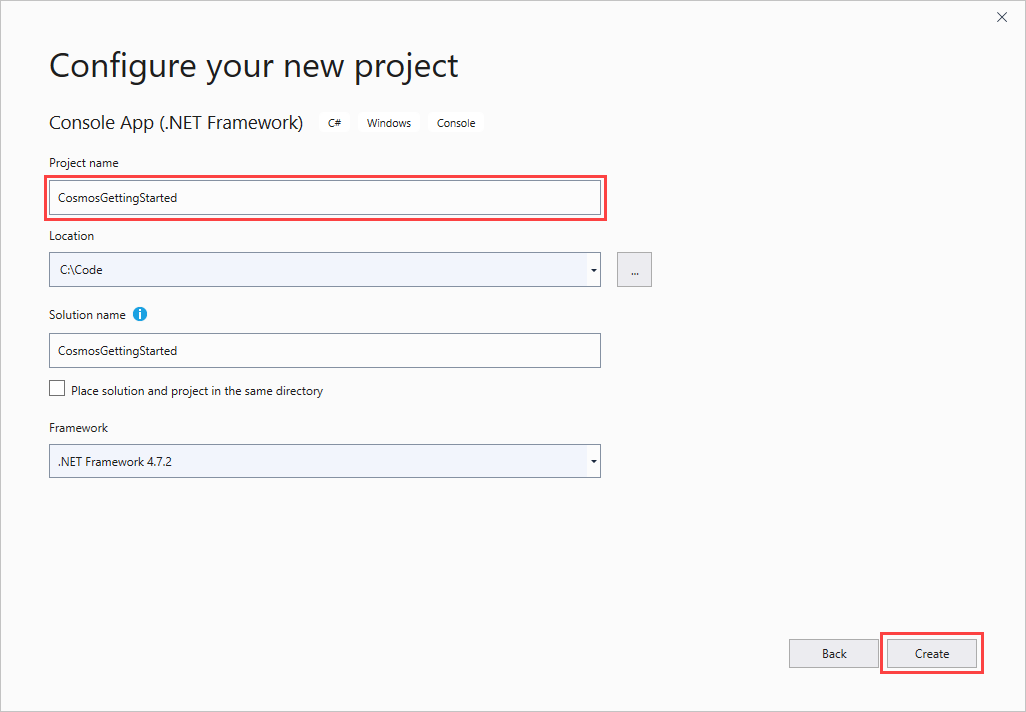 Configure your new project
Console App (.NET Framework) C# Windows Console
Project name
CosmosGettingStarted
Location
C:\Code
...
Solution name
CosmosGettingStarted
Place solution and project in the same directory
Framework
.NET Framework 4.7.2
Back Create